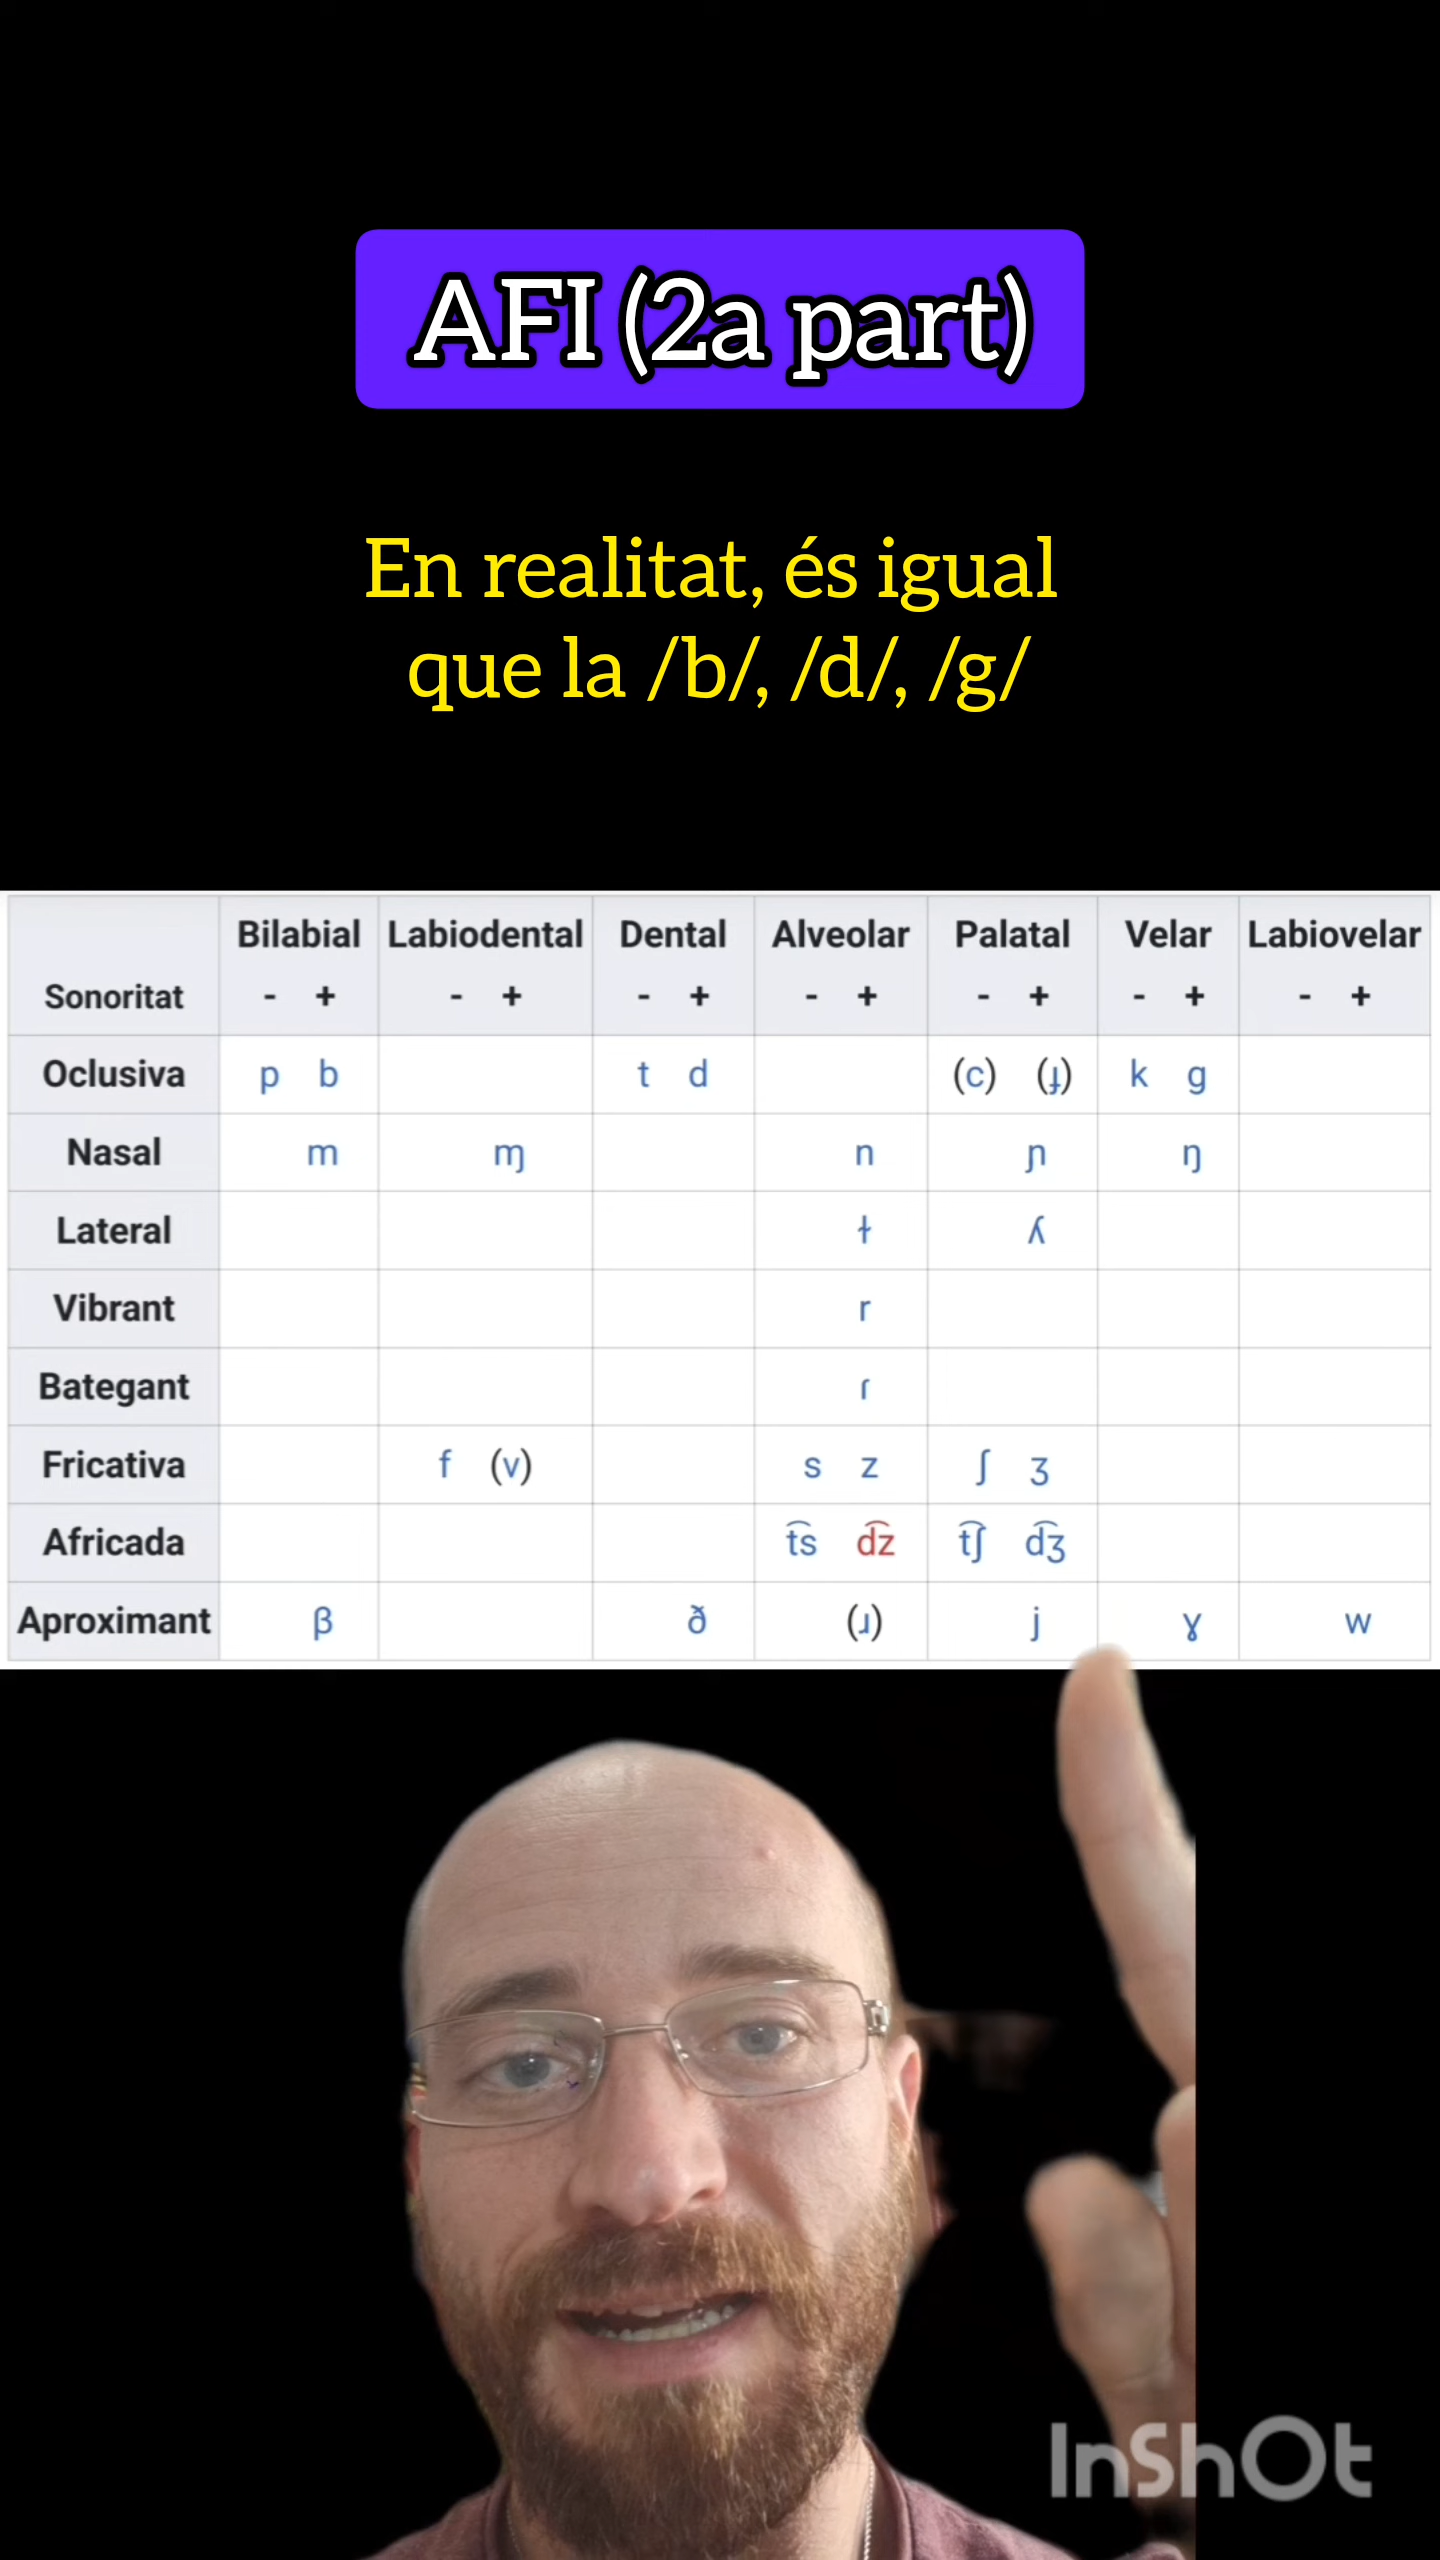 AFI (2a part)
En realitat, és igual
que la /b/, /d/, /g/
Bilabial Labiodental Dental Alveolar Palatal Velar Labiovelar
Sonoritat - + - + - + - + - + - + - +
Oclusiva p b t d (c) (ɟ) k g
Nasal m ɱ n ɲ ŋ
Lateral ɫ ʎ
Vibrant r
Bategant ɾ
Fricativa f (v) s z ʃ ʒ
Africada t͡s d͡z t͡ʃ d͡ʒ
Aproximant β ð (ɹ) j ɣ w
InShOt